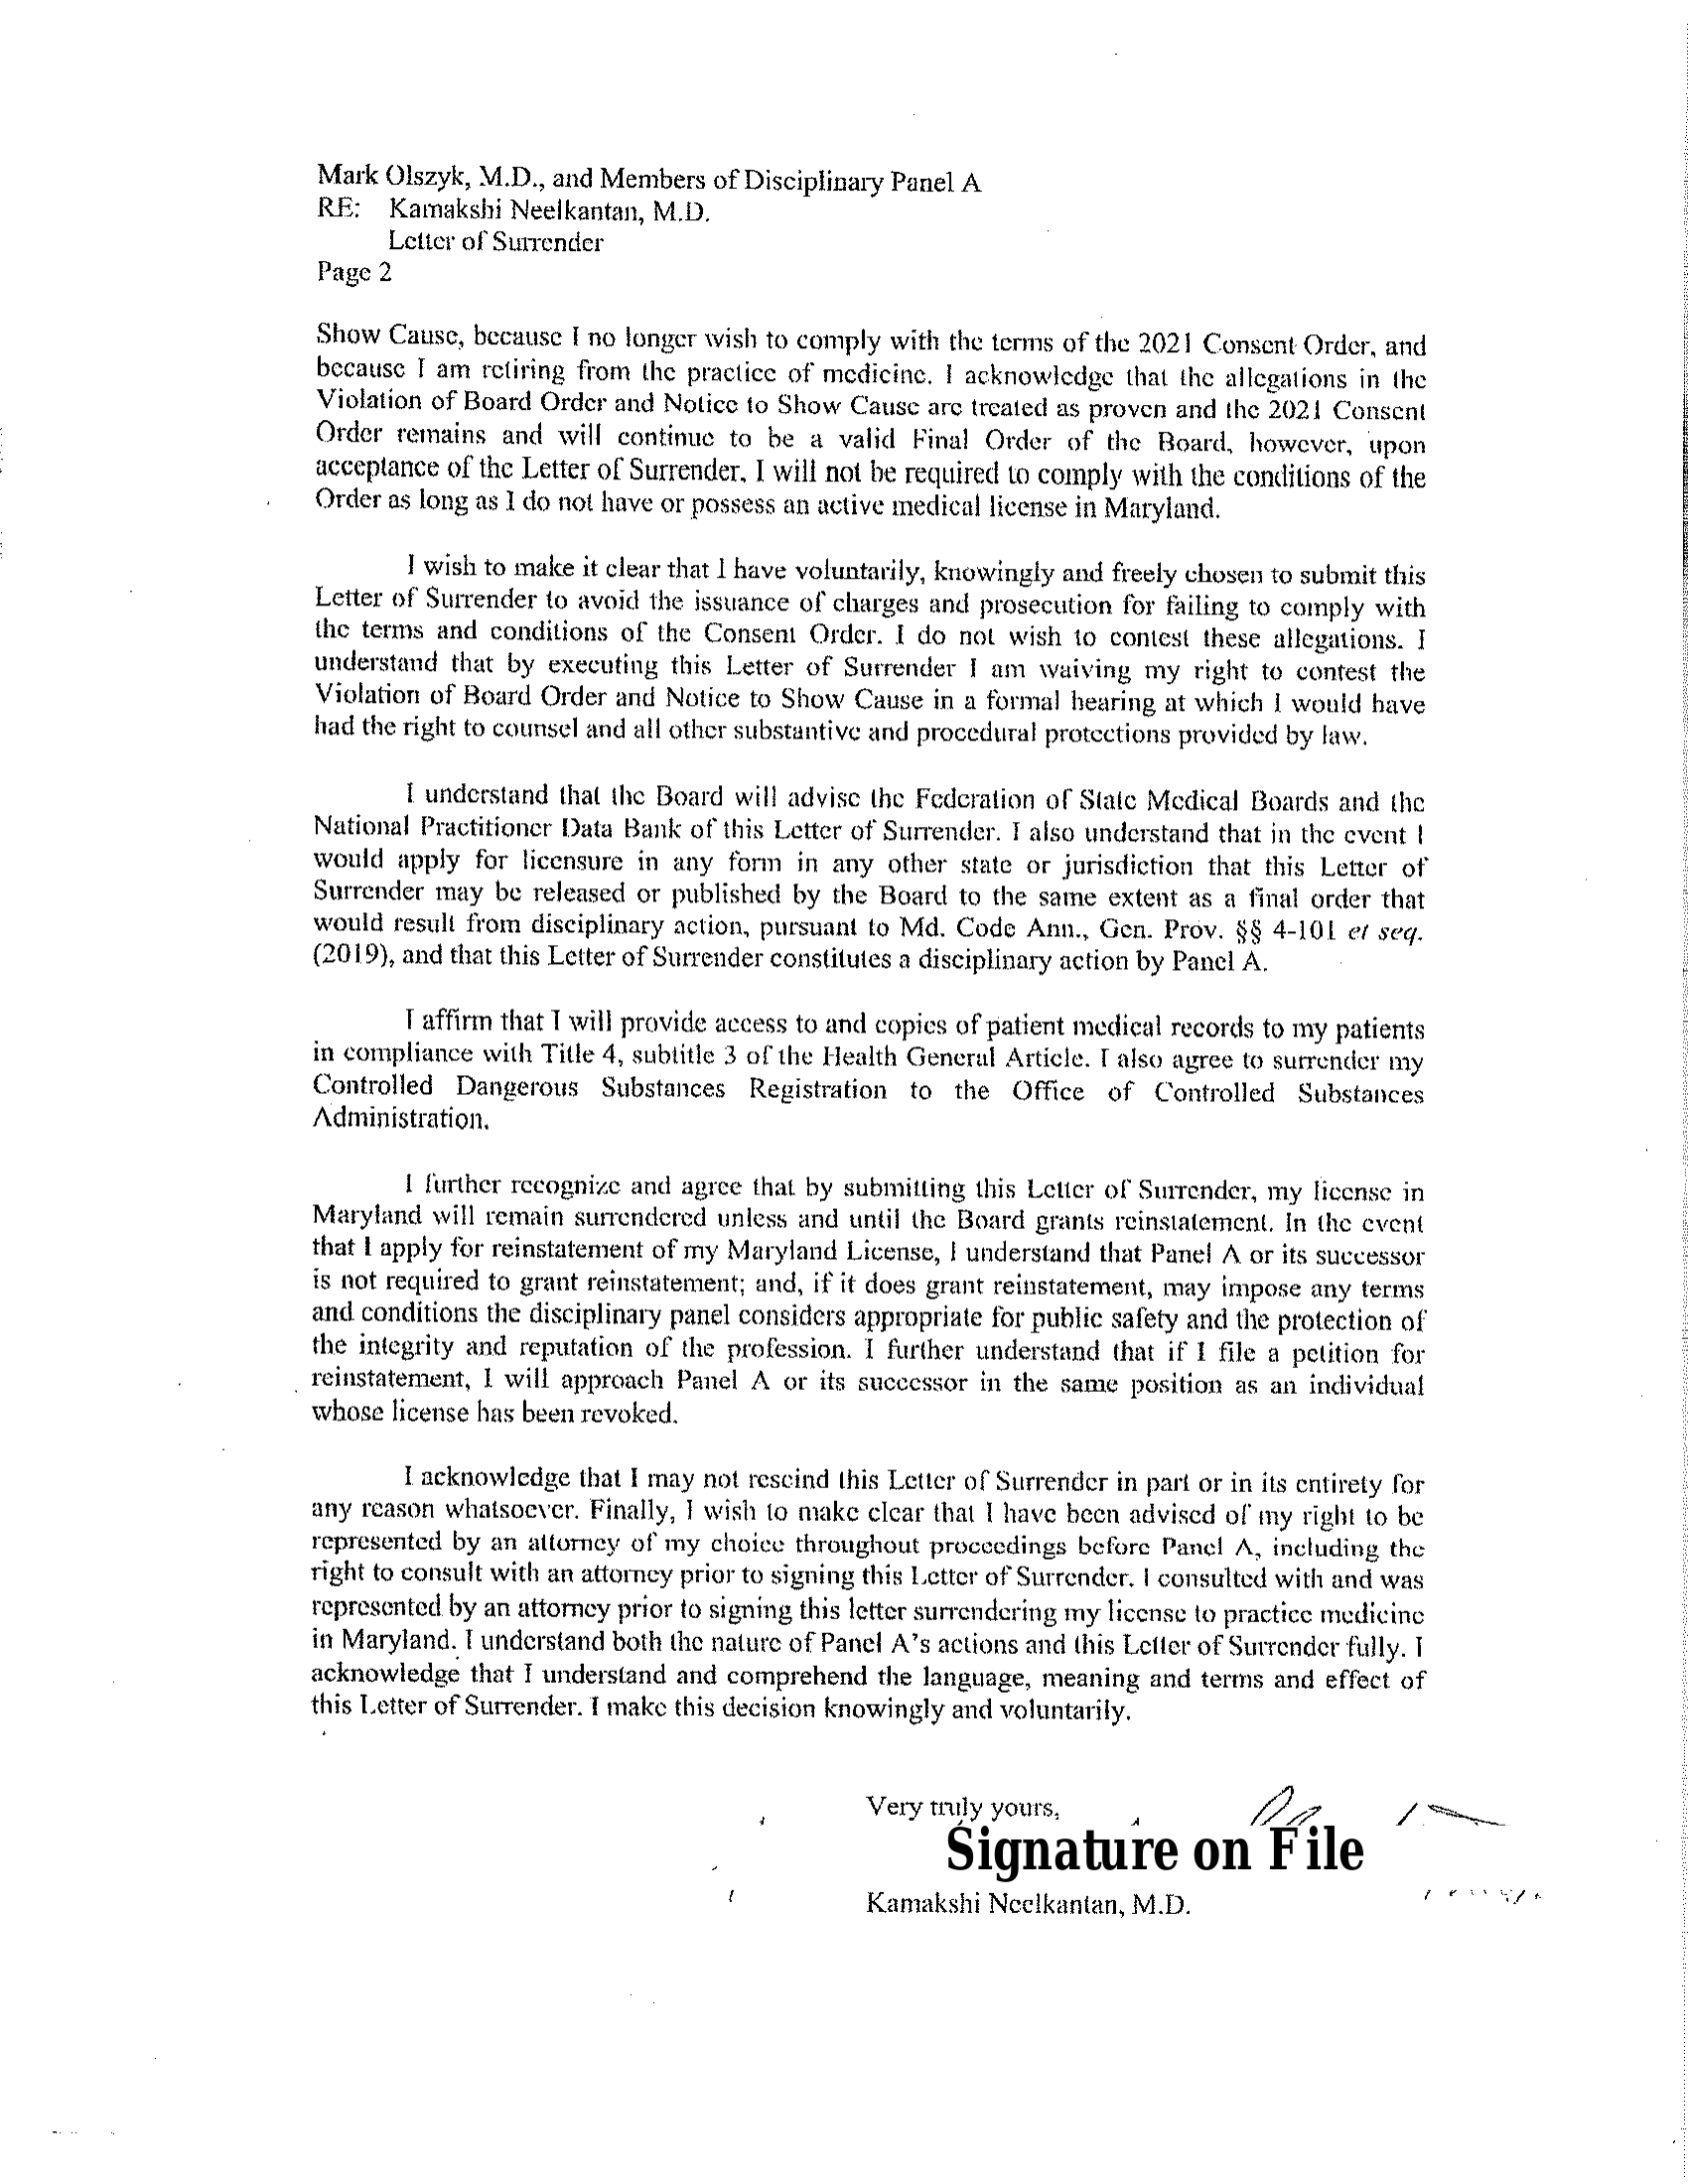 Mark Olszyk, M.D., and Members of Disciplinary Panel A
RE: Kamakshi Neelkantan, M.D.
Letter of Surrender
Page 2
Show Cause, because I no longer wish to comply with the terms of the 2021 Consent Order, and
because I am retiring from the practice of medicine. I acknowledge that the allegations in the
Violation of Board Order and Notice to Show Cause are treated as proven and the 2021 Consent
Order remains and will continue to be a valid Final Order of the Board, however, upon
acceptance of the Letter of Surrender, I will not be required to comply with the conditions of the
Order as long as I do not have or possess an active medical license in Maryland.
I wish to make it clear that I have voluntarily, knowingly and freely chosen to submit this
Letter of Surrender to avoid the issuance of charges and prosecution for failing to comply with
the terms and conditions of the Consent Order. I do not wish to contest these allegations. I
understand that by executing this Letter of Surrender I am waiving my right to contest the
Violation of Board Order and Notice to Show Cause in a formal hearing at which I would have
had the right to counsel and all other substantive and procedural protections provided by law.
I understand that the Board will advise the Federation of State Medical Boards and the
National Practitioner Data Bank of this Letter of Surrender. I also understand that in the event I
would apply for licensure in any form in any other state or jurisdiction that this Letter of
Surrender may be released or published by the Board to the same extent as a final order that
would result from disciplinary action, pursuant to Md. Code Ann., Gen. Prov. §§ 4-101 et seq.
(2019), and that this Letter of Surrender constitutes a disciplinary action by Panel A.
I affirm that I will provide access to and copies of patient medical records to my patients
in compliance with Title 4, subtitle 3 of the Health General Article. I also agree to surrender my
Controlled Dangerous Substances Registration to the Office of Controlled Substances
Administration.
I further recognize and agree that by submitting this Letter of Surrender, my license in
Maryland will remain surrendered unless and until the Board grants reinstatement. In the event
that I apply for reinstatement of my Maryland License, I understand that Panel A or its successor
is not required to grant reinstatement; and, if it does grant reinstatement, may impose any terms
and conditions the disciplinary panel considers appropriate for public safety and the protection of
the integrity and reputation of the profession. I further understand that if I file a petition for
reinstatement, I will approach Panel A or its successor in the same position as an individual
whose license has been revoked.
I acknowledge that I may not rescind this Letter of Surrender in part or in its entirety for
any reason whatsoever. Finally, I wish to make clear that I have been advised of my right to be
represented by an attorney of my choice throughout proceedings before Panel A, including the
right to consult with an attorney prior to signing this Letter of Surrender. I consulted with and was
represented by an attorney prior to signing this letter surrendering my license to practice medicine
in Maryland. I understand both the nature of Panel A's actions and this Letter of Surrender fully. I
acknowledge that I understand and comprehend the language, meaning and terms and effect of
this Letter of Surrender. I make this decision knowingly and voluntarily.
Very truly yours,
Signature on File
Kamakshi Neelkantan, M.D.